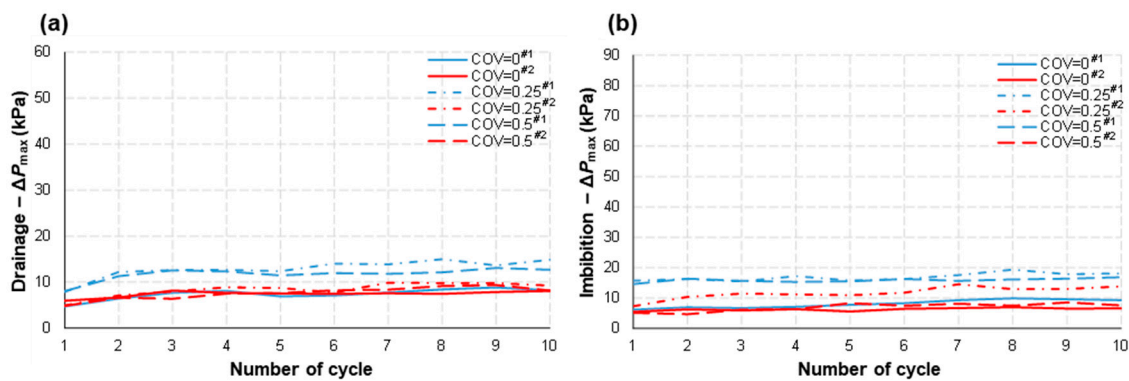 (a)
60
50
40
30
20
10
0
Drainage – ΔPmax (kPa)
COV=0#1
COV=0#2
COV=0.25#1
COV=0.25#2
COV=0.5#1
COV=0.5#2
1 2 3 4 5 6 7 8 9 10
Number of cycle
(b)
90
80
70
60
50
40
30
20
10
0
Imbibition – ΔPmax (kPa)
COV=0#1
COV=0#2
COV=0.25#1
COV=0.25#2
COV=0.5#1
COV=0.5#2
1 2 3 4 5 6 7 8 9 10
Number of cycle